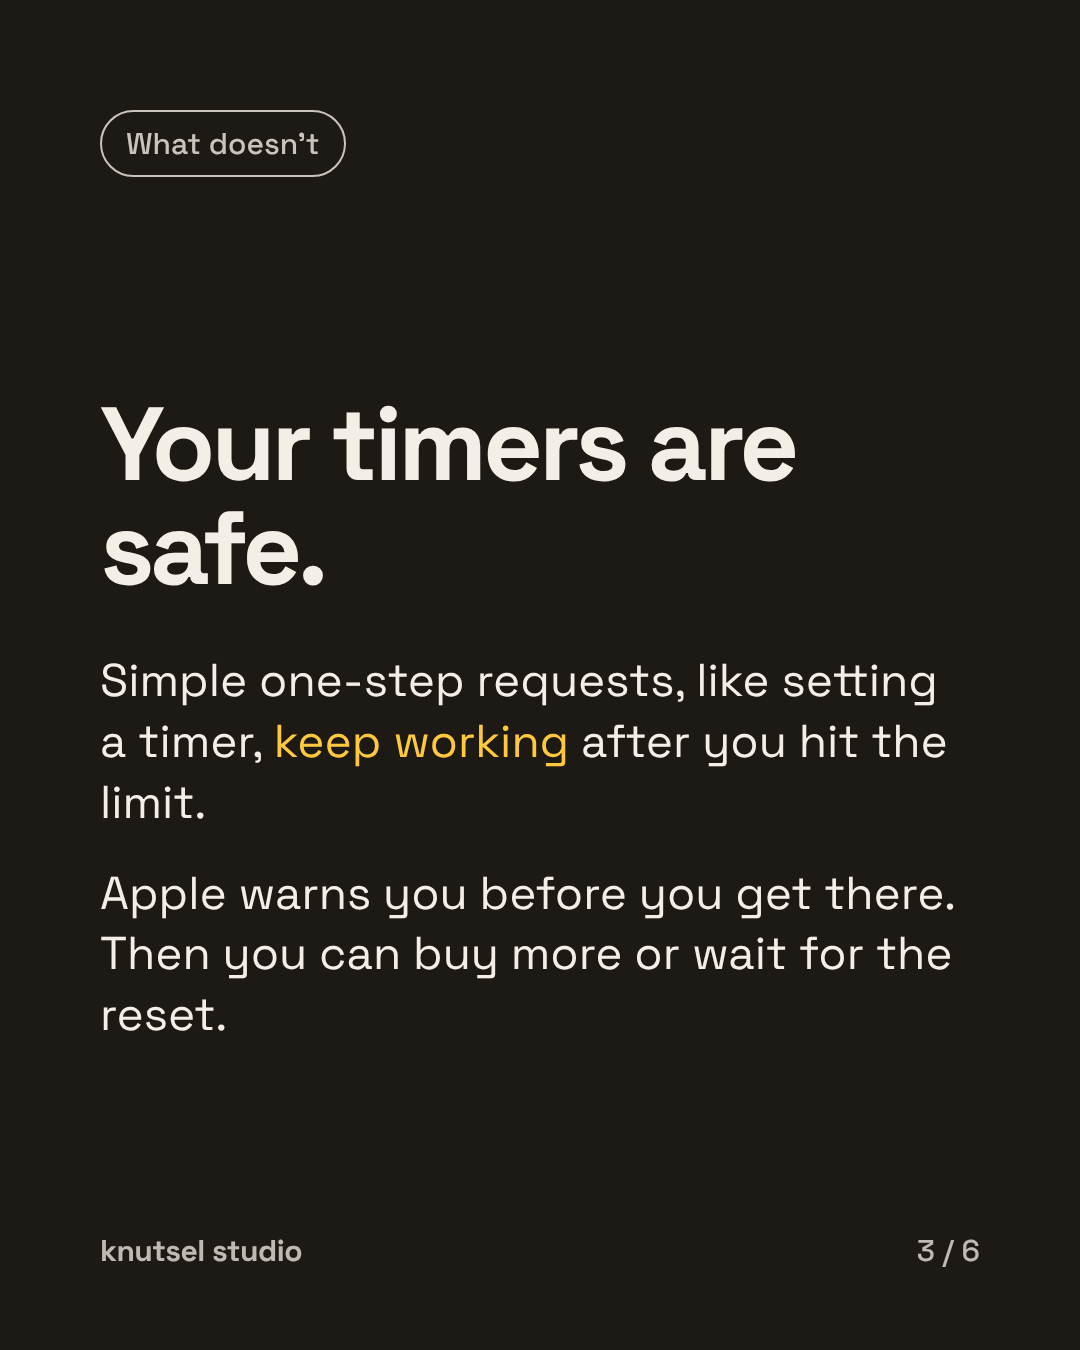 What doesn’t
Your timers are
safe.
Simple one-step requests, like setting
a timer, keep working after you hit the
limit.
Apple warns you before you get there.
Then you can buy more or wait for the
reset.
knutsel studio
3 / 6